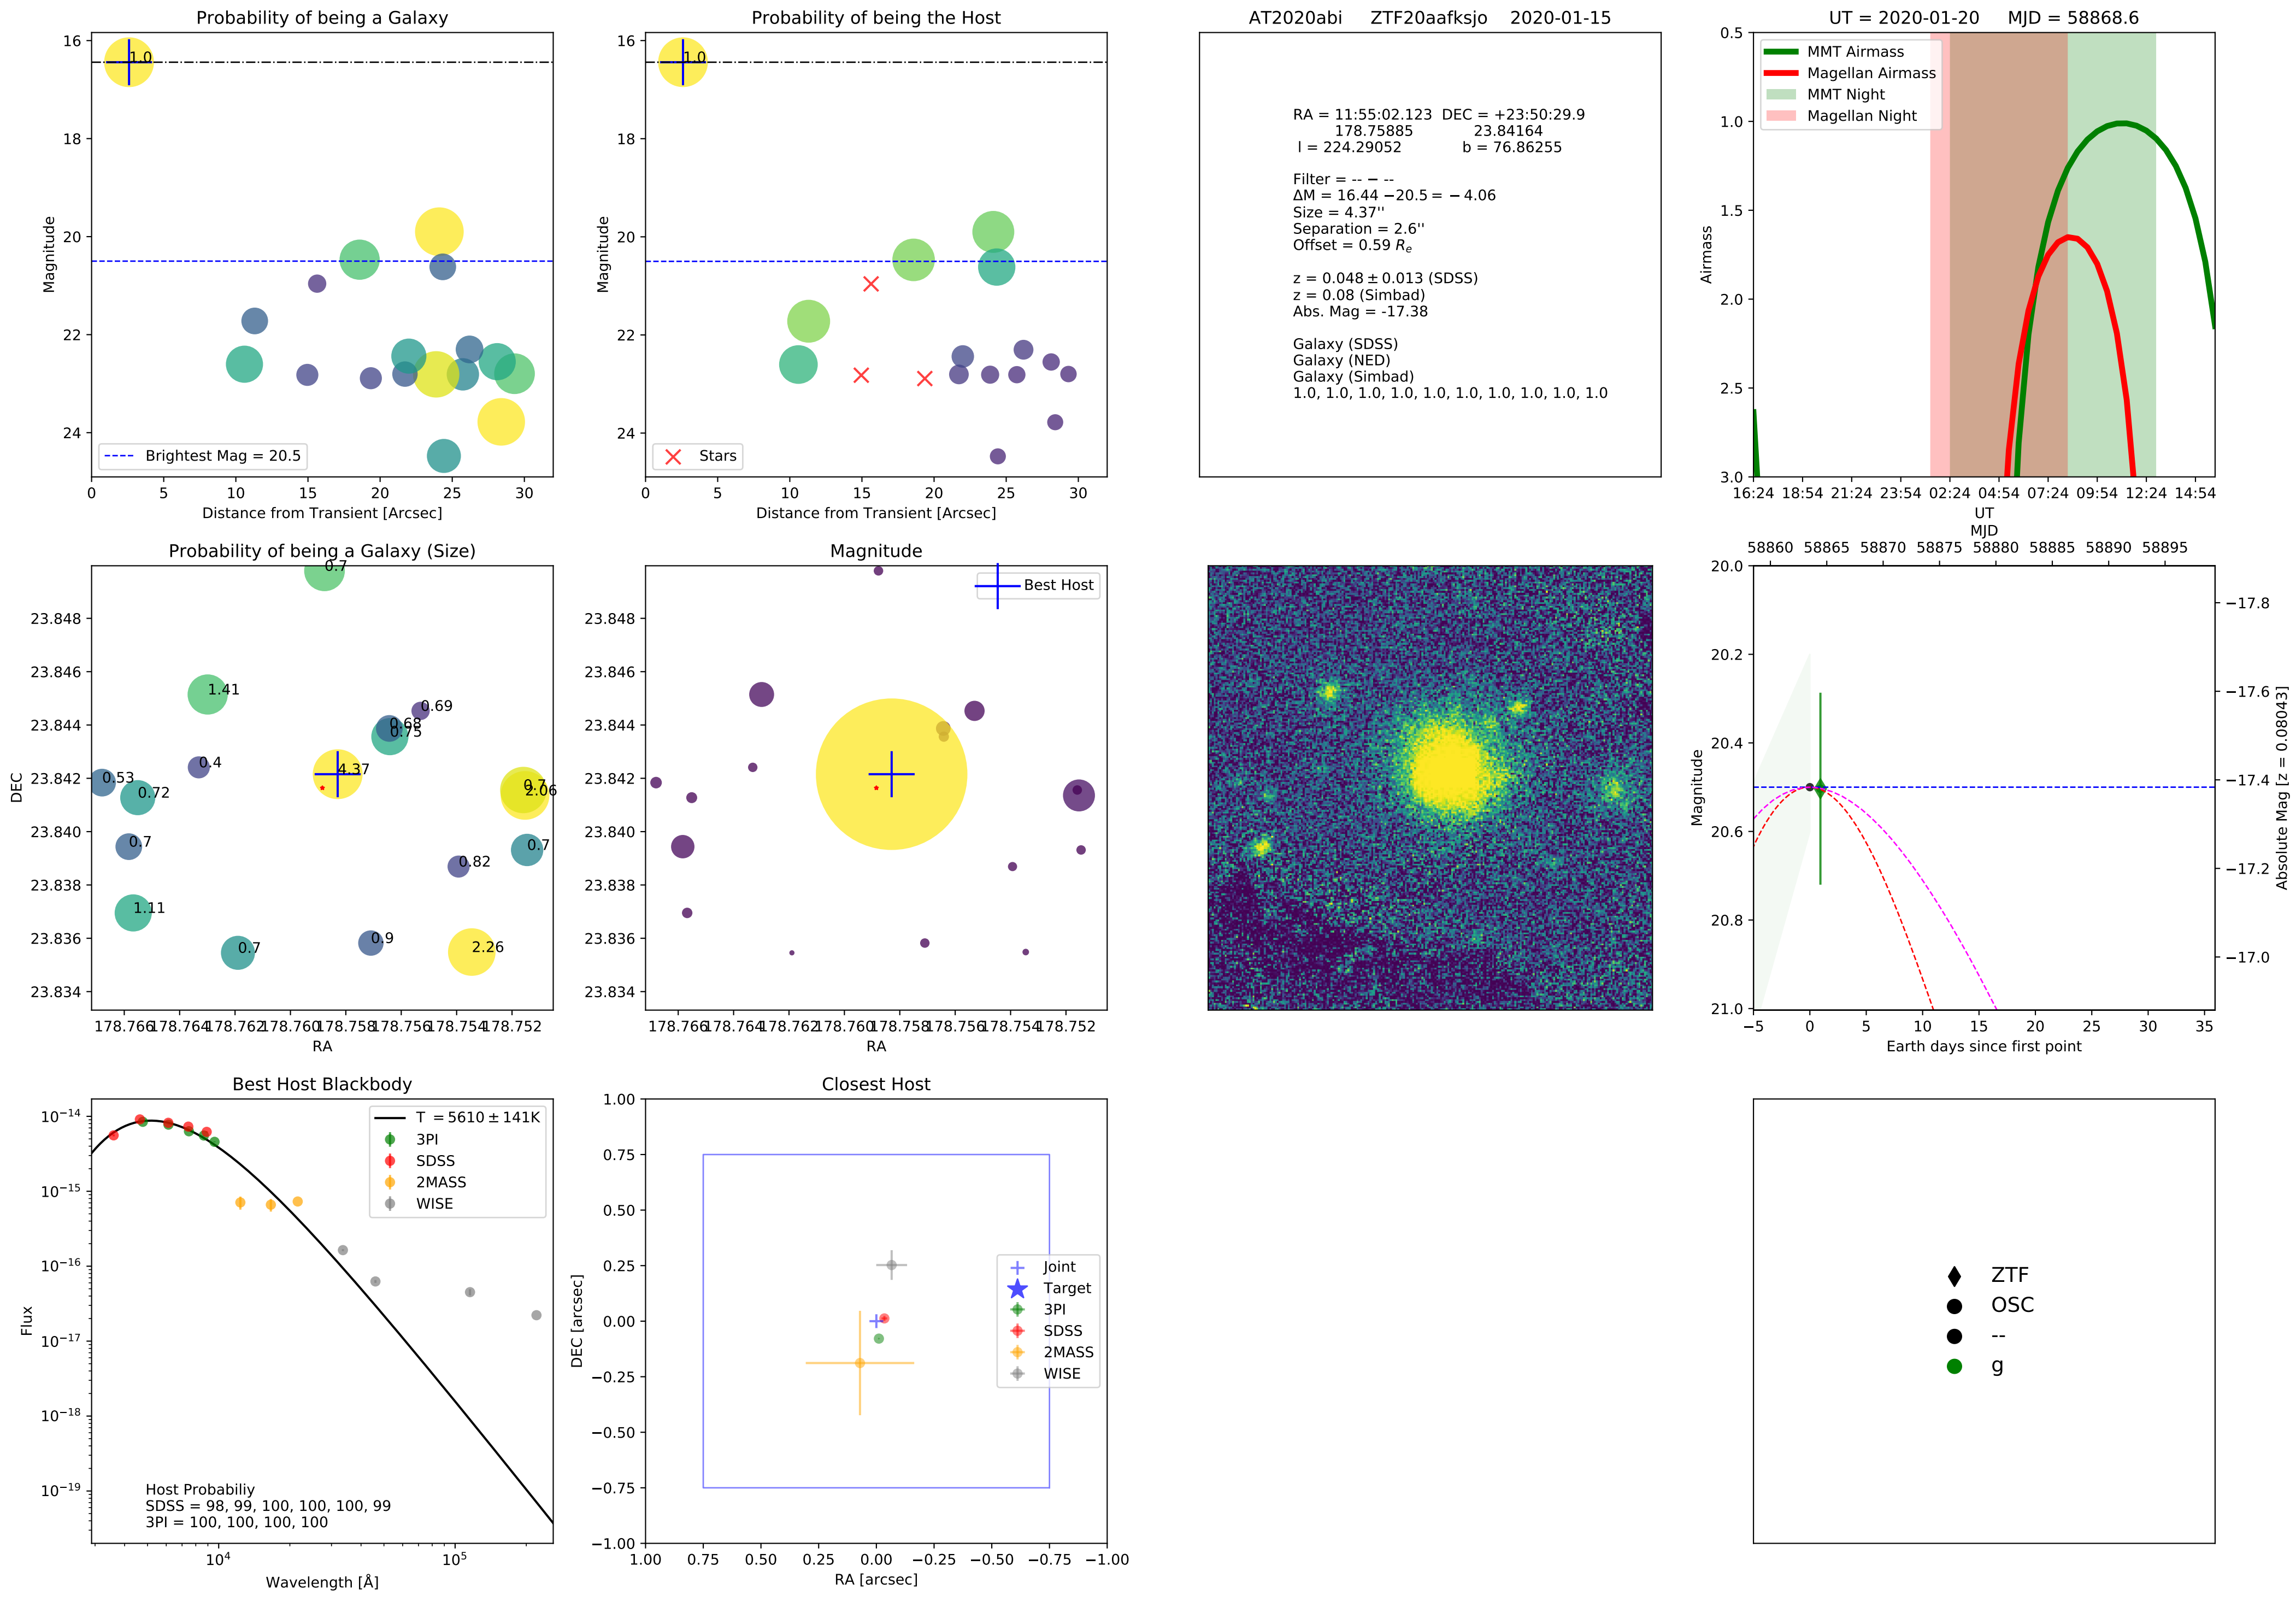 Probability of being a Galaxy
16
18
20
22
24
Magnitude
1.0
Brightest Mag = 20.5
0 5 10 15 20 25 30
Distance from Transient [Arcsec]
Probability of being the Host
16
18
20
22
24
Magnitude
1.0
Stars
0 5 10 15 20 25 30
Distance from Transient [Arcsec]
AT2020abi ZTF20aafksjo 2020-01-15
RA = 11:55:02.123 DEC = +23:50:29.9
178.75885 23.84164
l = 224.29052 b = 76.86255
Filter = -- − --
ΔM = 16.44 −20.5 = −4.06
Size = 4.37''
Separation = 2.6''
Offset = 0.59 Re
z = 0.048 ± 0.013 (SDSS)
z = 0.08 (Simbad)
Abs. Mag = -17.38
Galaxy (SDSS)
Galaxy (NED)
Galaxy (Simbad)
1.0, 1.0, 1.0, 1.0, 1.0, 1.0, 1.0, 1.0, 1.0, 1.0
UT = 2020-01-20 MJD = 58868.6
MMT Airmass
Magellan Airmass
MMT Night
Magellan Night
0.5
1.0
1.5
2.0
2.5
3.0
Airmass
16:24 18:54 21:24 23:54 02:24 04:54 07:24 09:54 12:24 14:54
UT
Probability of being a Galaxy (Size)
23.848
23.846
23.844
23.842
23.840
23.838
23.836
23.834
DEC
0.7
1.41
0.69
0.68
0.75
0.4
4.37
0.53
0.72
0.7
2.06
0.7
0.7
0.82
1.11
0.7
0.9
2.26
178.766 178.764 178.762 178.760 178.758 178.756 178.754 178.752
RA
Magnitude
Best Host
23.848
23.846
23.844
23.842
23.840
23.838
23.836
23.834
178.766 178.764 178.762 178.760 178.758 178.756 178.754 178.752
RA
MJD
58860 58865 58870 58875 58880 58885 58890 58895
20.0
20.2
20.4
20.6
20.8
21.0
Magnitude
−17.8
−17.6
−17.4
−17.2
−17.0
Absolute Mag [z = 0.08043]
−5 0 5 10 15 20 25 30 35
Earth days since first point
Best Host Blackbody
T = 5610 ± 141K
3PI
SDSS
2MASS
WISE
10−14
10−15
10−16
10−17
10−18
10−19
Flux
Host Probabiliy
SDSS = 98, 99, 100, 100, 100, 99
3PI = 100, 100, 100, 100
104 105
Wavelength [Å]
Closest Host
1.00
0.75
0.50
0.25
0.00
−0.25
−0.50
−0.75
−1.00
DEC [arcsec]
Joint
Target
3PI
SDSS
2MASS
WISE
1.00 0.75 0.50 0.25 0.00 −0.25 −0.50 −0.75 −1.00
RA [arcsec]
ZTF
OSC
--
g